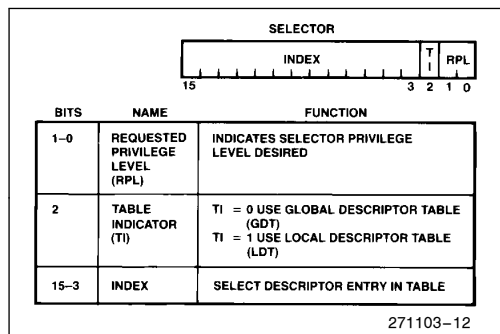 SELECTOR
INDEX T I RPL
15 3 2 1 0
BITS NAME FUNCTION
1–0 REQUESTED PRIVILEGE LEVEL (RPL) INDICATES SELECTOR PRIVILEGE LEVEL DESIRED
2 TABLE INDICATOR (TI) TI = 0 USE GLOBAL DESCRIPTOR TABLE (GDT)
TI = 1 USE LOCAL DESCRIPTOR TABLE (LDT)
15–3 INDEX SELECT DESCRIPTOR ENTRY IN TABLE
271103–12